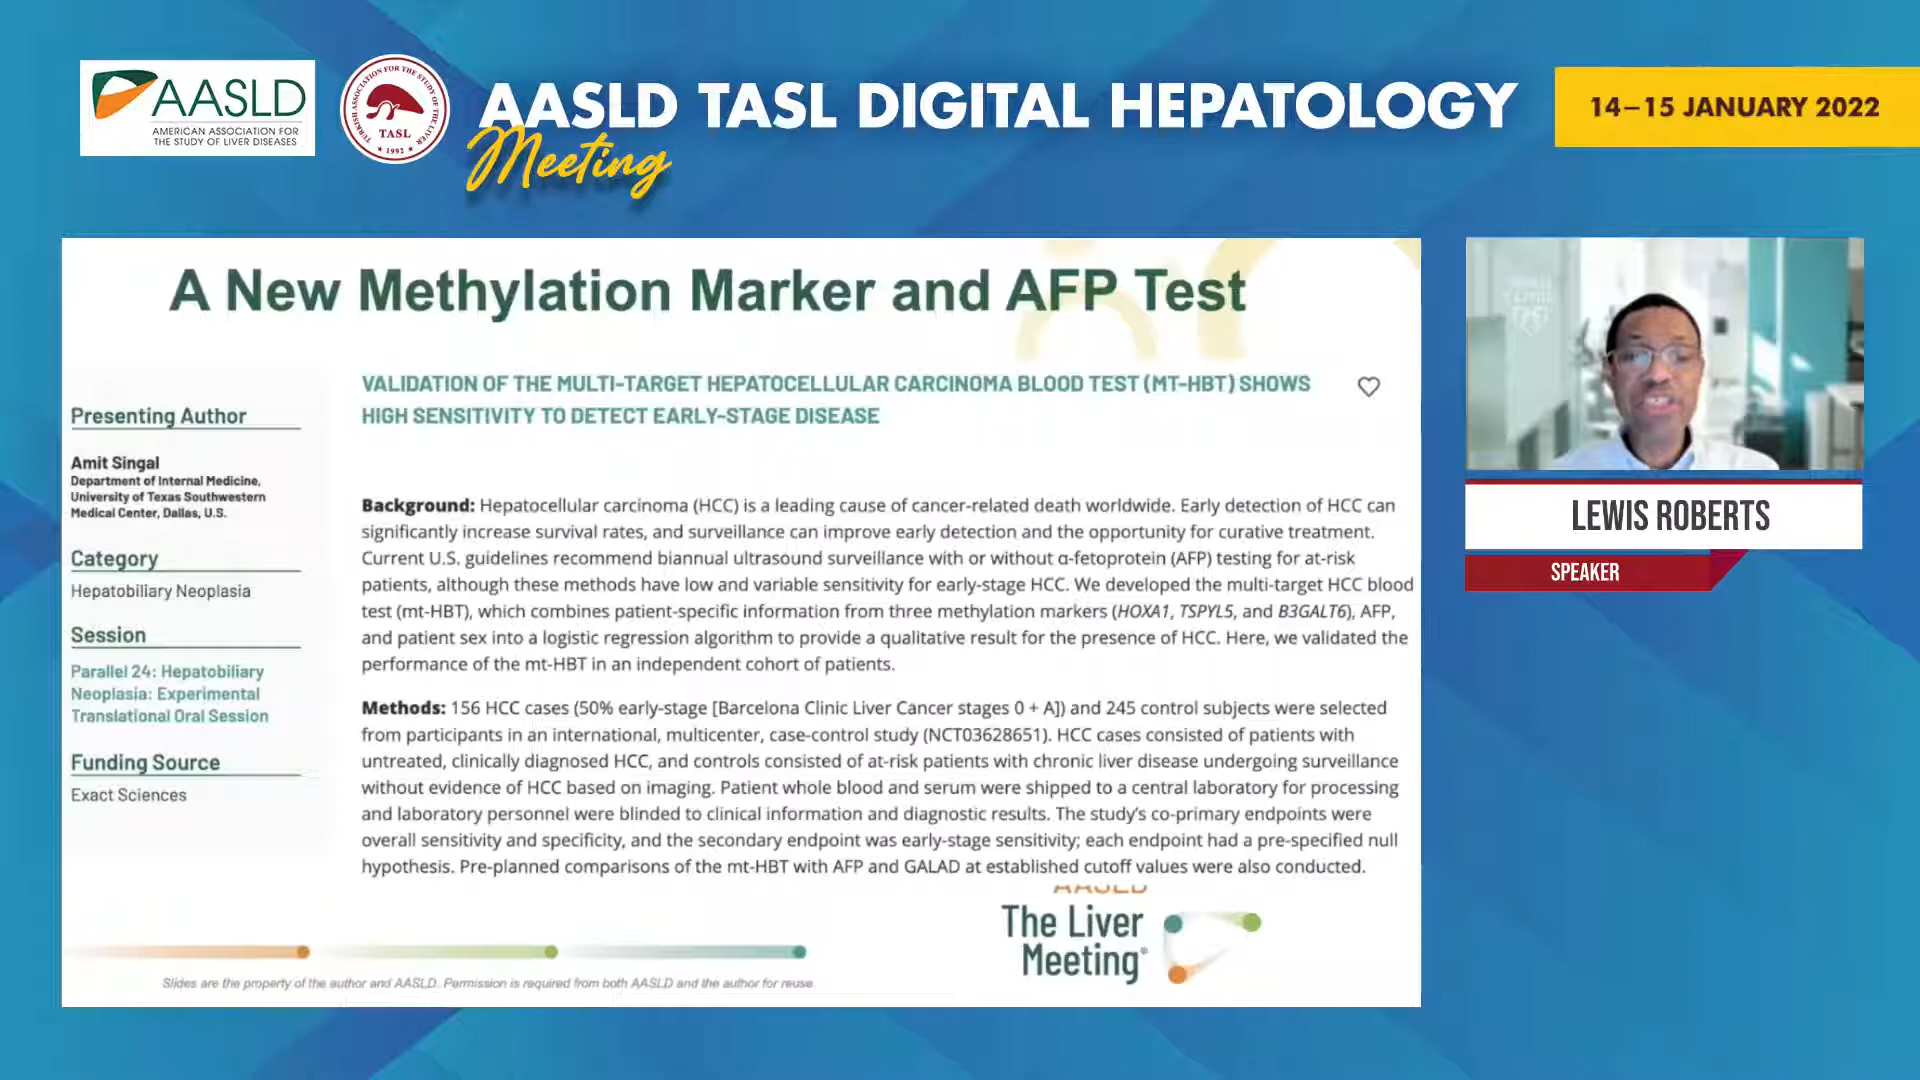 AASLD
AMERICAN ASSOCIATION FOR
THE STUDY OF LIVER DISEASES
TURKISH ASSOCIATION FOR THE STUDY OF THE LIVER
TASL
1992
AASLD TASL DIGITAL HEPATOLOGY
Meeting
14–15 JANUARY 2022
A New Methylation Marker and AFP Test
VALIDATION OF THE MULTI-TARGET HEPATOCELLULAR CARCINOMA BLOOD TEST (MT-HBT) SHOWS
HIGH SENSITIVITY TO DETECT EARLY-STAGE DISEASE
Presenting Author
Amit Singal
Department of Internal Medicine,
University of Texas Southwestern
Medical Center, Dallas, U.S.
Category
Hepatobiliary Neoplasia
Session
Parallel 24: Hepatobiliary
Neoplasia: Experimental
Translational Oral Session
Funding Source
Exact Sciences
Background: Hepatocellular carcinoma (HCC) is a leading cause of cancer-related death worldwide. Early detection of HCC can
significantly increase survival rates, and surveillance can improve early detection and the opportunity for curative treatment.
Current U.S. guidelines recommend biannual ultrasound surveillance with or without α-fetoprotein (AFP) testing for at-risk
patients, although these methods have low and variable sensitivity for early-stage HCC. We developed the multi-target HCC blood
test (mt-HBT), which combines patient-specific information from three methylation markers (HOXA1, TSPYL5, and B3GALT6), AFP,
and patient sex into a logistic regression algorithm to provide a qualitative result for the presence of HCC. Here, we validated the
performance of the mt-HBT in an independent cohort of patients.
Methods: 156 HCC cases (50% early-stage [Barcelona Clinic Liver Cancer stages 0 + A]) and 245 control subjects were selected
from participants in an international, multicenter, case-control study (NCT03628651). HCC cases consisted of patients with
untreated, clinically diagnosed HCC, and controls consisted of at-risk patients with chronic liver disease undergoing surveillance
without evidence of HCC based on imaging. Patient whole blood and serum were shipped to a central laboratory for processing
and laboratory personnel were blinded to clinical information and diagnostic results. The study's co-primary endpoints were
overall sensitivity and specificity, and the secondary endpoint was early-stage sensitivity; each endpoint had a pre-specified null
hypothesis. Pre-planned comparisons of the mt-HBT with AFP and GALAD at established cutoff values were also conducted.
AASLD
The Liver
Meeting®
Slides are the property of the author and AASLD. Permission is required from both AASLD and the author for reuse.
LEWIS ROBERTS
SPEAKER